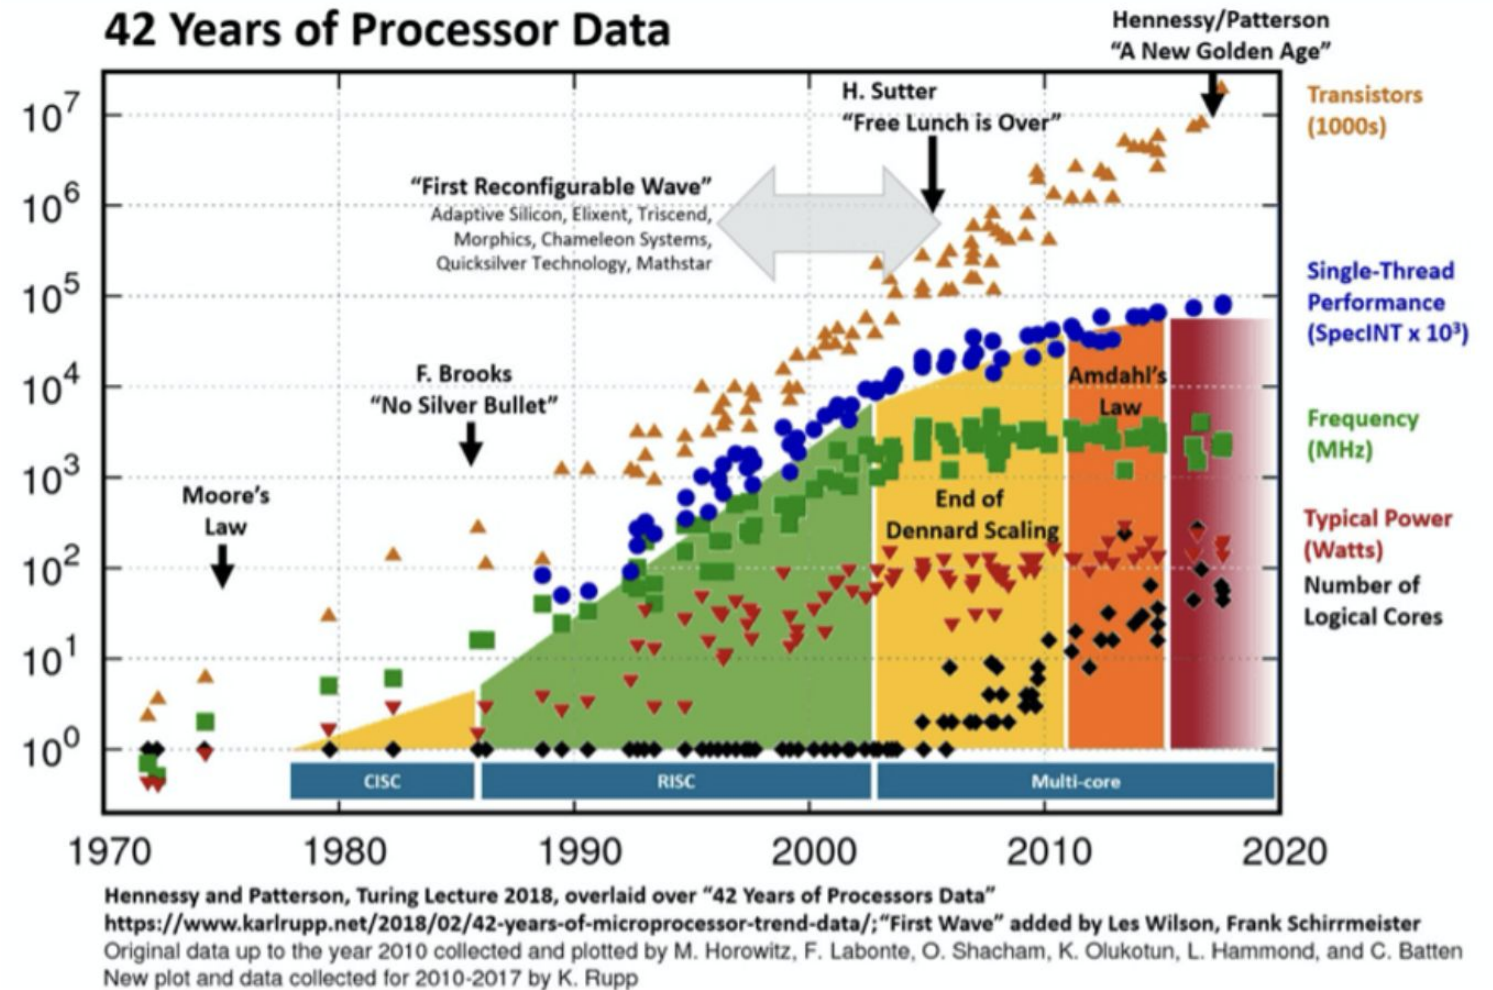 42 Years of Processor Data
Hennessy/Patterson
“A New Golden Age”
H. Sutter
“Free Lunch is Over”
“First Reconfigurable Wave”
Adaptive Silicon, Elixent, Triscend,
Morphics, Chameleon Systems,
Quicksilver Technology, Mathstar
F. Brooks
“No Silver Bullet”
Moore’s
Law
Amdahl’s
Law
End of
Dennard Scaling
10⁷
10⁶
10⁵
10⁴
10³
10²
10¹
10⁰
Transistors
(1000s)
Single-Thread
Performance
(SpecINT x 10³)
Frequency
(MHz)
Typical Power
(Watts)
Number of
Logical Cores
CISC
RISC
Multi-core
1970
1980
1990
2000
2010
2020
Hennessy and Patterson, Turing Lecture 2018, overlaid over “42 Years of Processors Data”
https://www.karlrupp.net/2018/02/42-years-of-microprocessor-trend-data/;“First Wave” added by Les Wilson, Frank Schirrmeister
Original data up to the year 2010 collected and plotted by M. Horowitz, F. Labonte, O. Shacham, K. Olukotun, L. Hammond, and C. Batten
New plot and data collected for 2010-2017 by K. Rupp